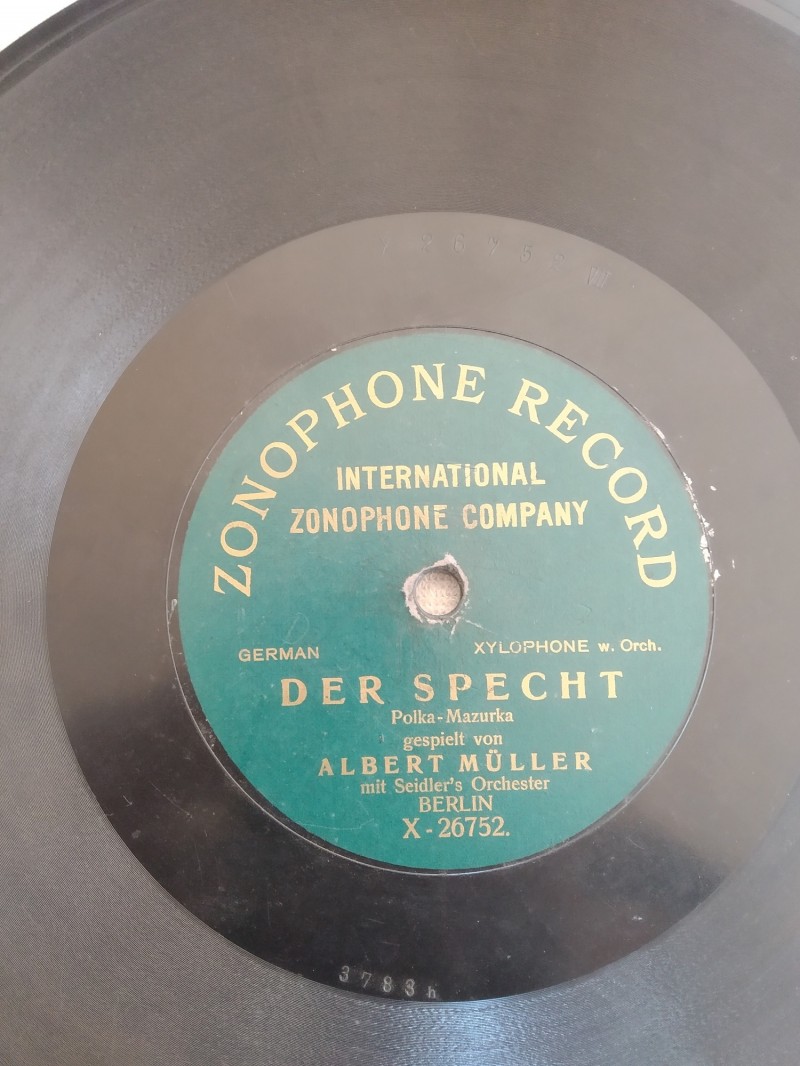 ZONOPHONE RECORD
INTERNATIONAL
ZONOPHONE COMPANY
GERMAN XYLOPHONE w. Orch.
DER SPECHT
Polka-Mazurka
gespielt von
ALBERT MÜLLER
mit Seidler's Orchester
BERLIN
X-26752.
3783h